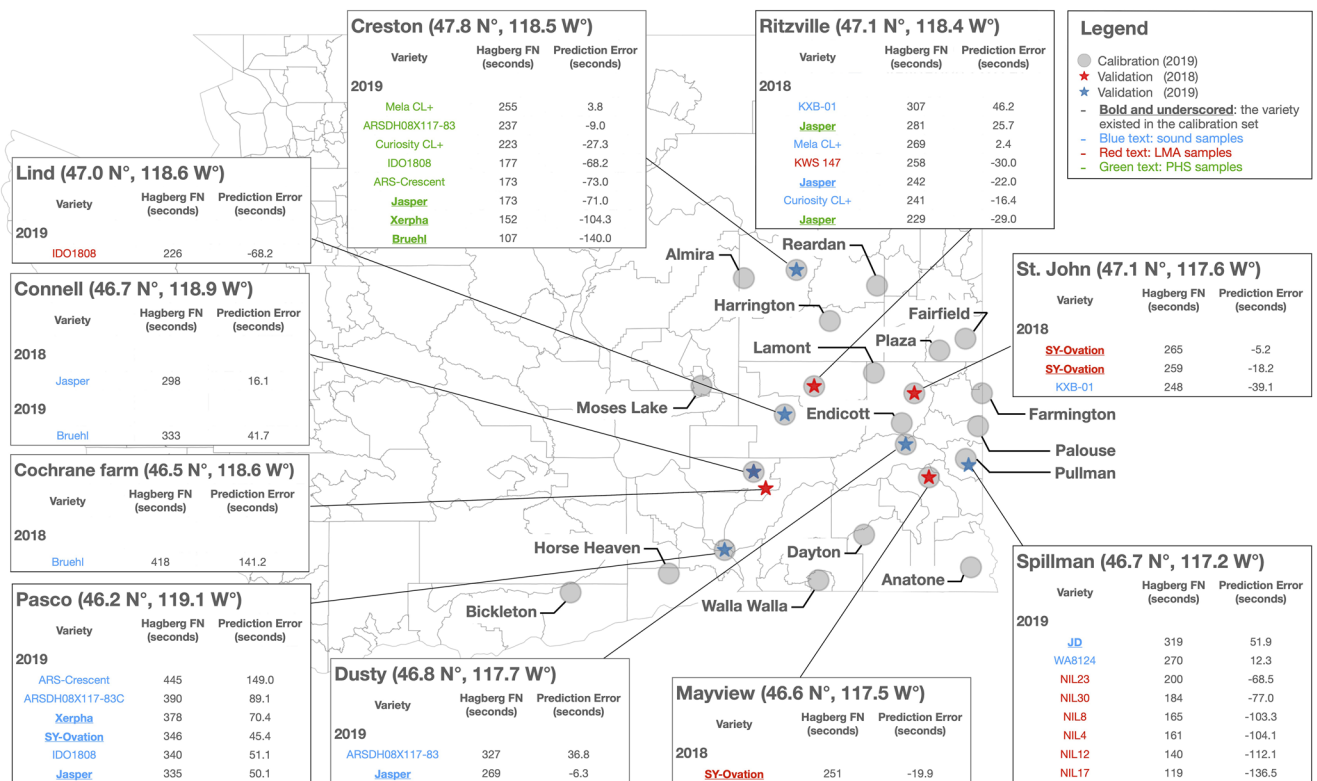 Creston (47.8 N°, 118.5 W°)
Variety Hagberg FN (seconds) Prediction Error (seconds)
2019
Mela CL+ 255 3.8
ARSDH08X117-83 237 -9.0
Curiosity CL+ 223 -27.3
IDO1808 177 -68.2
ARS-Crescent 173 -73.0
Jasper 173 -71.0
Xerpha 152 -104.3
Bruehl 107 -140.0
Ritzville (47.1 N°, 118.4 W°)
Variety Hagberg FN (seconds) Prediction Error (seconds)
2018
KXB-01 307 46.2
Jasper 281 25.7
Mela CL+ 269 2.4
KWS 147 258 -30.0
Jasper 242 -22.0
Curiosity CL+ 241 -16.4
Jasper 229 -29.0
Legend
Calibration (2019)
Validation (2018)
Validation (2019)
- Bold and underscored: the variety
existed in the calibration set
- Blue text: sound samples
- Red text: LMA samples
- Green text: PHS samples
Lind (47.0 N°, 118.6 W°)
Variety Hagberg FN (seconds) Prediction Error (seconds)
2019
IDO1808 226 -68.2
Connell (46.7 N°, 118.9 W°)
Variety Hagberg FN (seconds) Prediction Error (seconds)
2018
Jasper 298 16.1
2019
Bruehl 333 41.7
Cochrane farm (46.5 N°, 118.6 W°)
Variety Hagberg FN (seconds) Prediction Error (seconds)
2018
Bruehl 418 141.2
Pasco (46.2 N°, 119.1 W°)
Variety Hagberg FN (seconds) Prediction Error (seconds)
2019
ARS-Crescent 445 149.0
ARSDH08X117-83C 390 89.1
Xerpha 378 70.4
SY-Ovation 346 45.4
IDO1808 340 51.1
Jasper 335 50.1
Almira
Reardan
Harrington
Fairfield
Plaza
Lamont
Moses Lake
Endicott
Farmington
Palouse
Pullman
Horse Heaven
Dayton
Anatone
Bickleton
Walla Walla
St. John (47.1 N°, 117.6 W°)
Variety Hagberg FN (seconds) Prediction Error (seconds)
2018
SY-Ovation 265 -5.2
SY-Ovation 259 -18.2
KXB-01 248 -39.1
Dusty (46.8 N°, 117.7 W°)
Variety Hagberg FN (seconds) Prediction Error (seconds)
2019
ARSDH08X117-83 327 36.8
Jasper 269 -6.3
Mayview (46.6 N°, 117.5 W°)
Variety Hagberg FN (seconds) Prediction Error (seconds)
2018
SY-Ovation 251 -19.9
Spillman (46.7 N°, 117.2 W°)
Variety Hagberg FN (seconds) Prediction Error (seconds)
2019
JD 319 51.9
WA8124 270 12.3
NIL23 200 -68.5
NIL30 184 -77.0
NIL8 165 -103.3
NIL4 161 -104.1
NIL12 140 -112.1
NIL17 119 -136.5